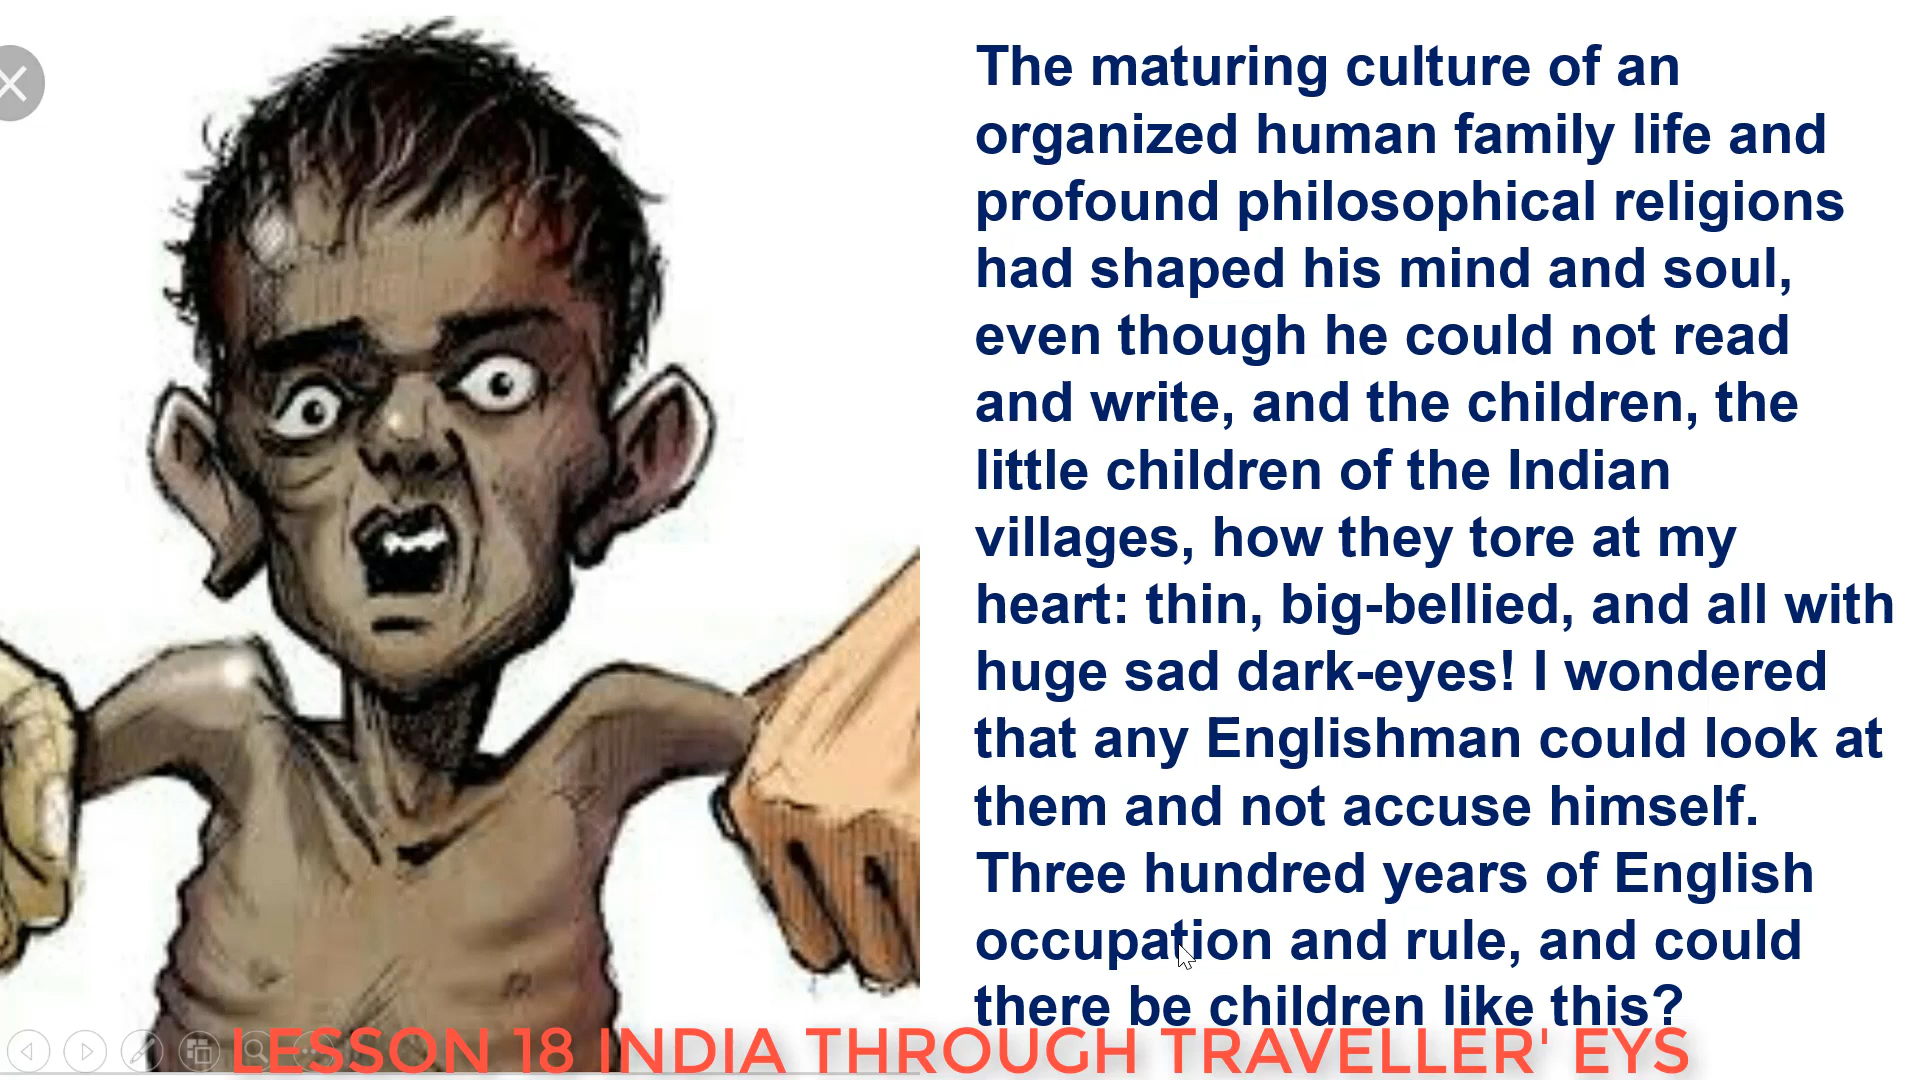 The maturing culture of an
organized human family life and
profound philosophical religions
had shaped his mind and soul,
even though he could not read
and write, and the children, the
little children of the Indian
villages, how they tore at my
heart: thin, big-bellied, and all with
huge sad dark-eyes! I wondered
that any Englishman could look at
them and not accuse himself.
Three hundred years of English
occupation and rule, and could
there be children like this?
LESSON 18 INDIA THROUGH TRAVELLER' EYS